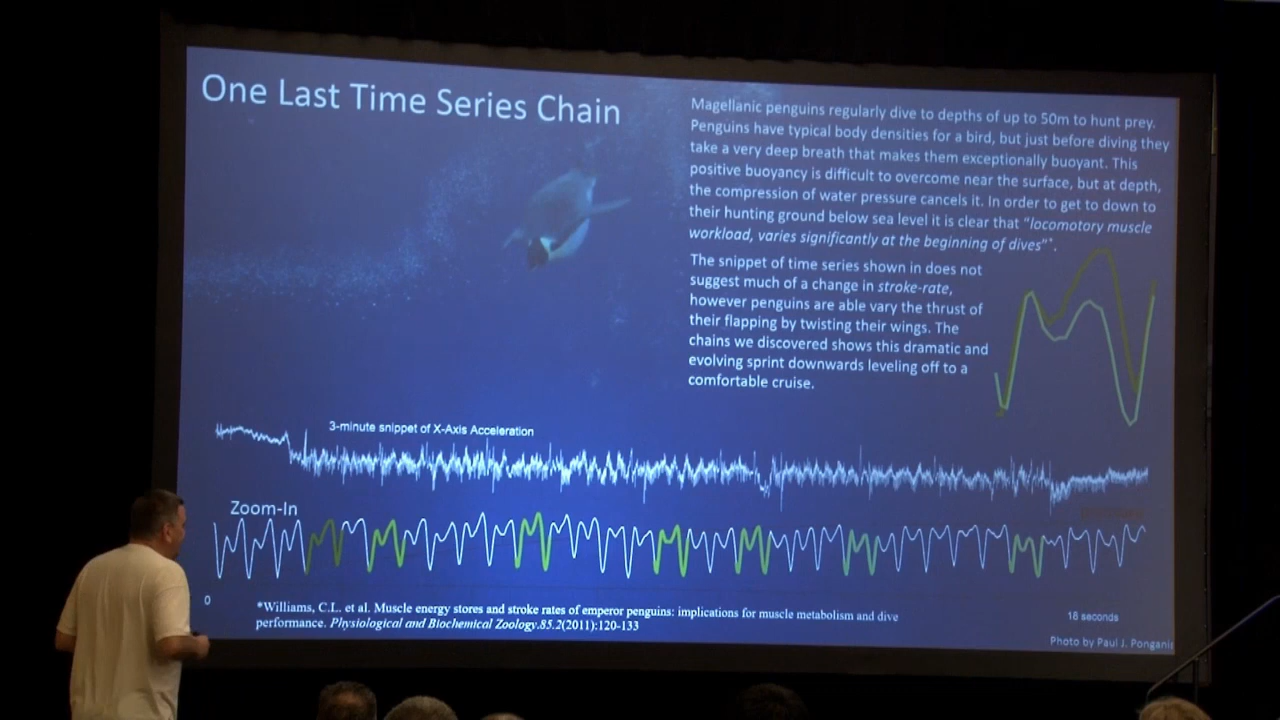 One Last Time Series Chain
Magellanic penguins regularly dive to depths of up to 50m to hunt prey.
Penguins have typical body densities for a bird, but just before diving they
take a very deep breath that makes them exceptionally buoyant. This
positive buoyancy is difficult to overcome near the surface, but at depth,
the compression of water pressure cancels it. In order to get to down to
their hunting ground below sea level it is clear that “locomotory muscle
workload, varies significantly at the beginning of dives”*.
The snippet of time series shown in does not
suggest much of a change in stroke-rate,
however penguins are able vary the thrust of
their flapping by twisting their wings. The
chains we discovered shows this dramatic and
evolving sprint downwards leveling off to a
comfortable cruise.
3-minute snippet of X-Axis Acceleration
Zoom-In
0
18 seconds
*Williams, C.L. et al. Muscle energy stores and stroke rates of emperor penguins: implications for muscle metabolism and dive
performance. Physiological and Biochemical Zoology.85.2(2011):120-133
Photo by Paul J. Ponganis